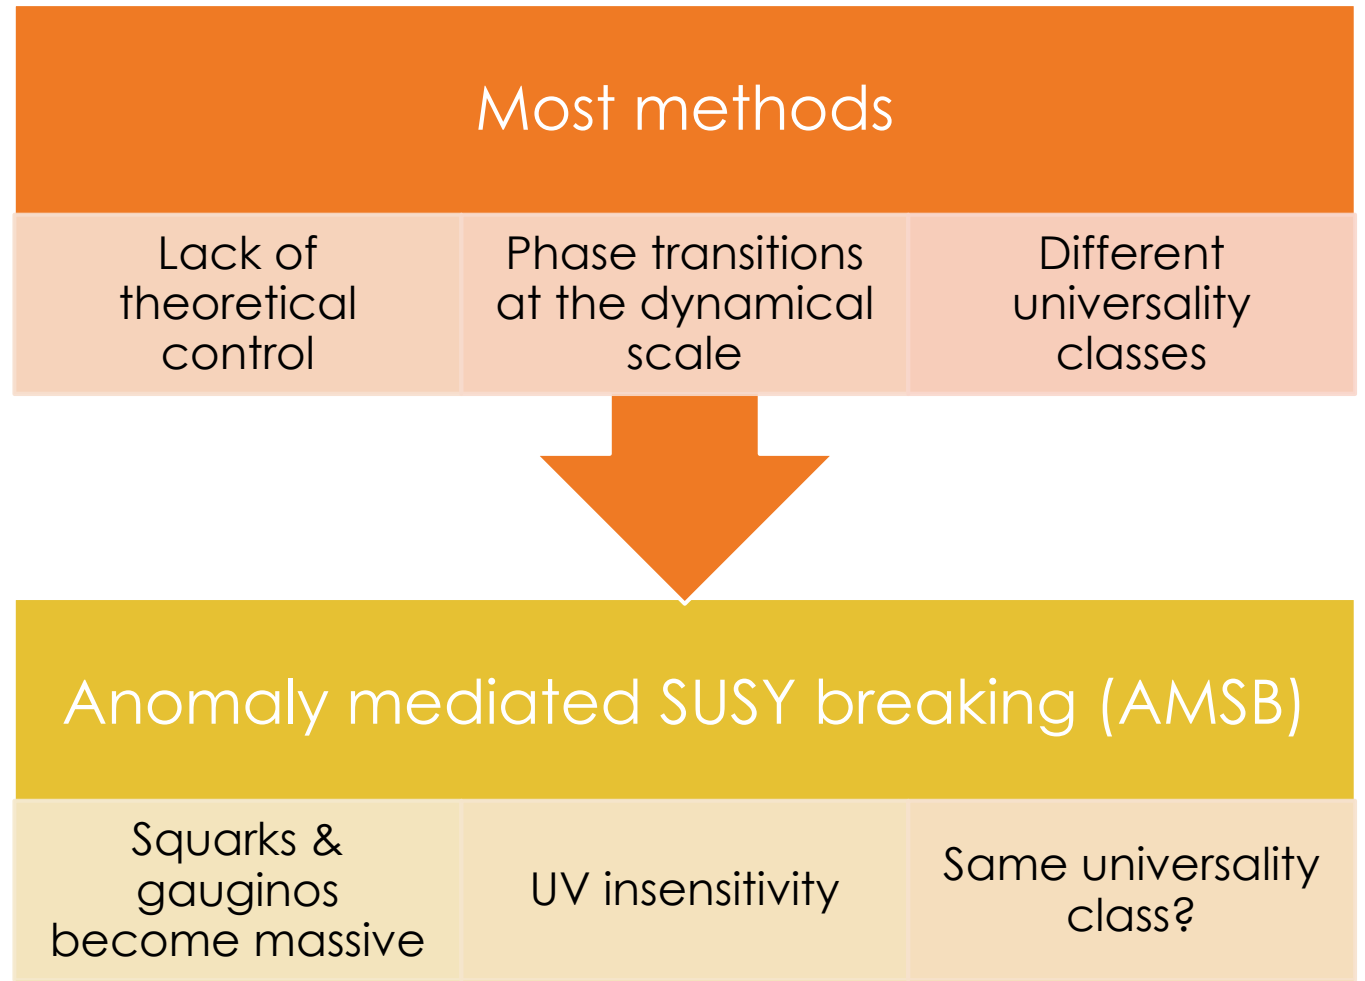 Most methods
Lack of
theoretical
control
Phase transitions
at the dynamical
scale
Different
universality
classes
Anomaly mediated SUSY breaking (AMSB)
Squarks &
gauginos
become massive
UV insensitivity
Same universality
class?